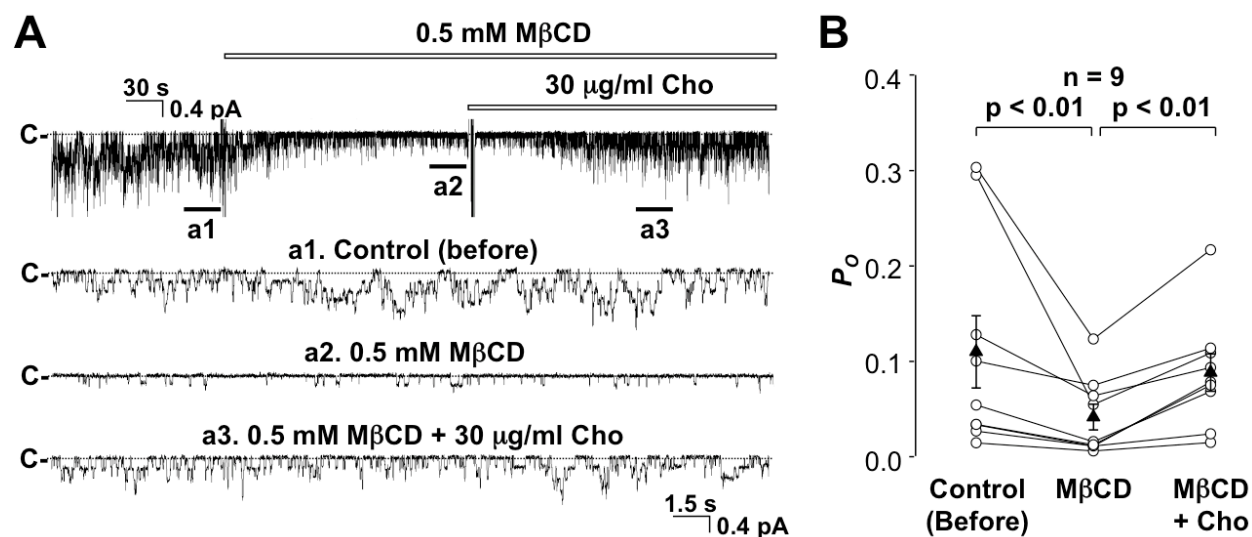 A
0.5 mM MβCD
30 s
0.4 pA
30 μg/ml Cho
C-
a1
a2
a3
a1. Control (before)
C-
a2. 0.5 mM MβCD
C-
a3. 0.5 mM MβCD + 30 μg/ml Cho
C-
1.5 s
0.4 pA
B
n = 9
p < 0.01
p < 0.01
Po
0.4
0.3
0.2
0.1
0.0
Control
(Before)
MβCD
MβCD
+ Cho